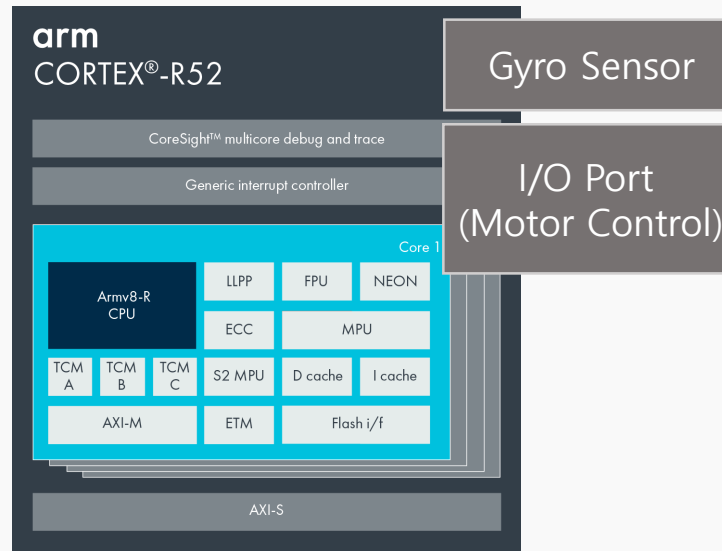 arm
CORTEX®-R52
Gyro Sensor
CoreSight™ multicore debug and trace
Generic interrupt controller
I/O Port
(Motor Control)
Core 1
Armv8-R
CPU
LLPP
FPU
NEON
ECC
MPU
TCM
A
TCM
B
TCM
C
S2 MPU
D cache
I cache
AXI-M
ETM
Flash i/f
AXI-S